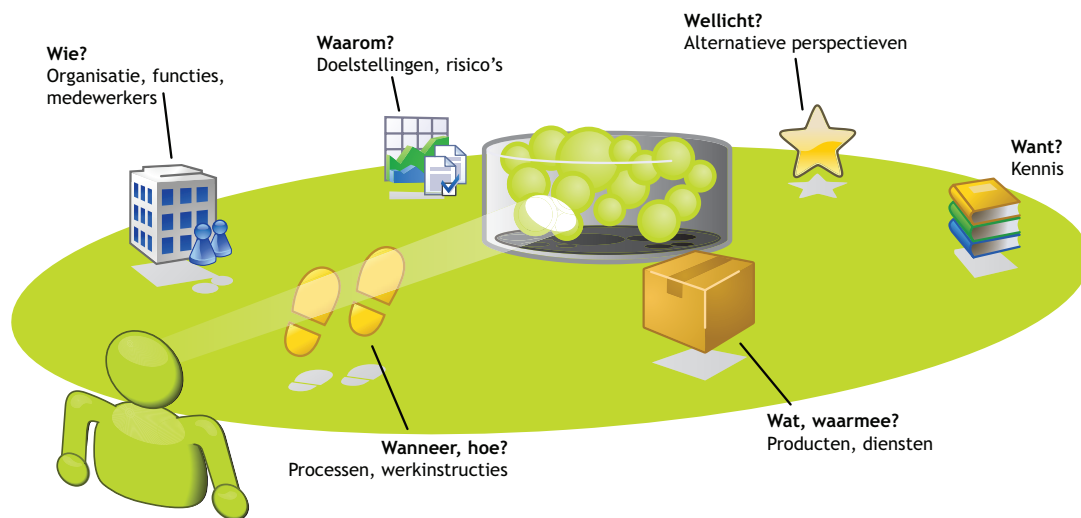 Wie?
Organisatie, functies,
medewerkers
Waarom?
Doelstellingen, risico's
Wellicht?
Alternatieve perspectieven
Want?
Kennis
Wanneer, hoe?
Processen, werkinstructies
Wat, waarmee?
Producten, diensten